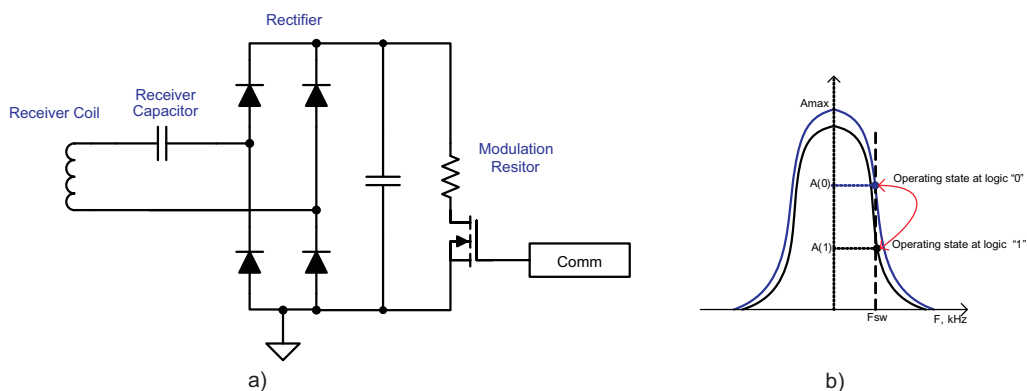 Rectifier
Receiver
Capacitor
Receiver Coil
Modulation
Resitor
Comm
a)
Amax
A(0)
Operating state at logic “0”
A(1)
Operating state at logic “1”
Fsw
F, kHz
b)